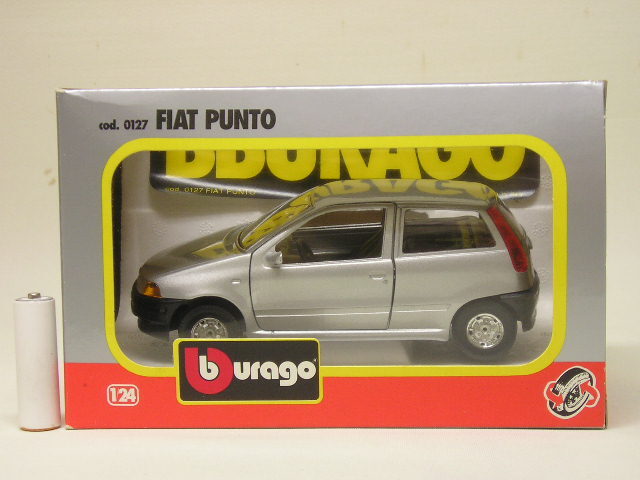 cod. 0127 FIAT PUNTO
BBURAGO
cod. 0127 FIAT PUNTO
burago
1:24